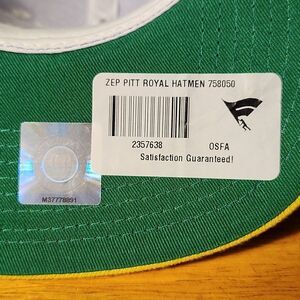 ZEP PITT ROYAL HATMEN 758050
2357638
OSFA
Satisfaction Guaranteed!
M37778891